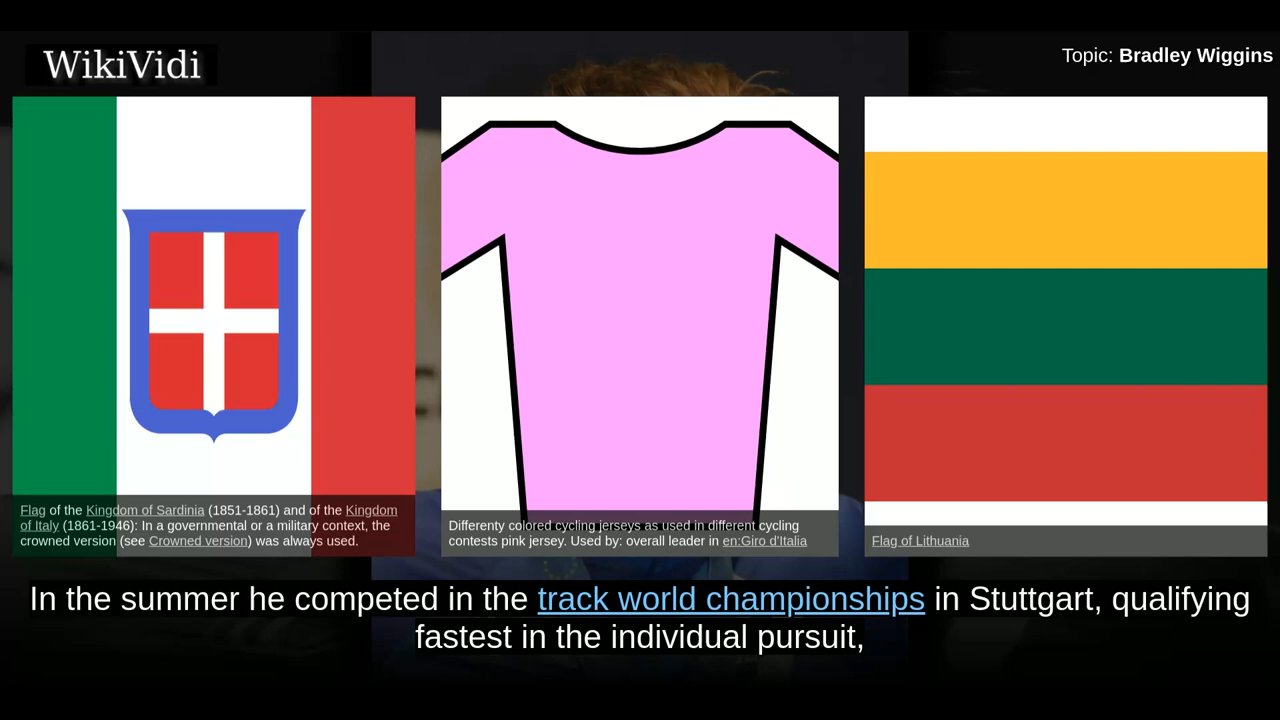 WikiVidi
Topic: Bradley Wiggins
Flag of the Kingdom of Sardinia (1851-1861) and of the Kingdom
of Italy (1861-1946): In a governmental or a military context, the
crowned version (see Crowned version) was always used.
Differenty colored cycling jerseys as used in different cycling
contests pink jersey. Used by: overall leader in en:Giro d'Italia
Flag of Lithuania
In the summer he competed in the track world championships in Stuttgart, qualifying
fastest in the individual pursuit,